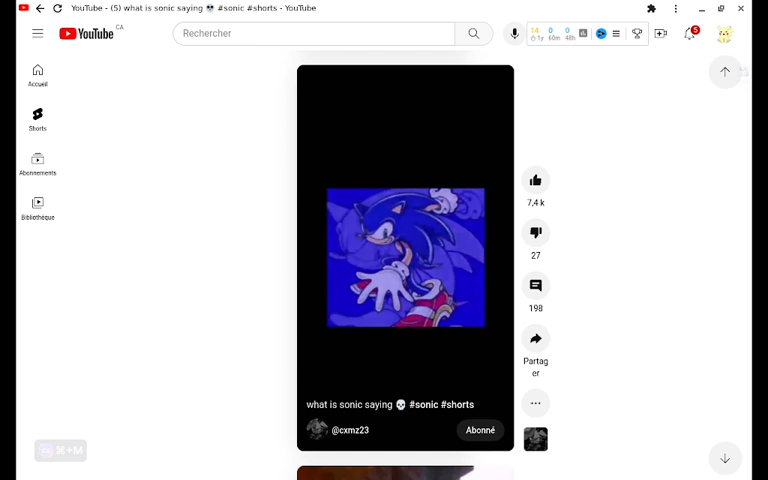 YouTube - (5) what is sonic saying 💀 #sonic #shorts - YouTube
YouTube CA
Rechercher
14 0 0
1y 60m 48h
5
Accueil
Shorts
Abonnements
Bibliothèque
7,4 k
27
198
Partag
er
what is sonic saying 💀 #sonic #shorts
@cxmz23
Abonné
⌘+M